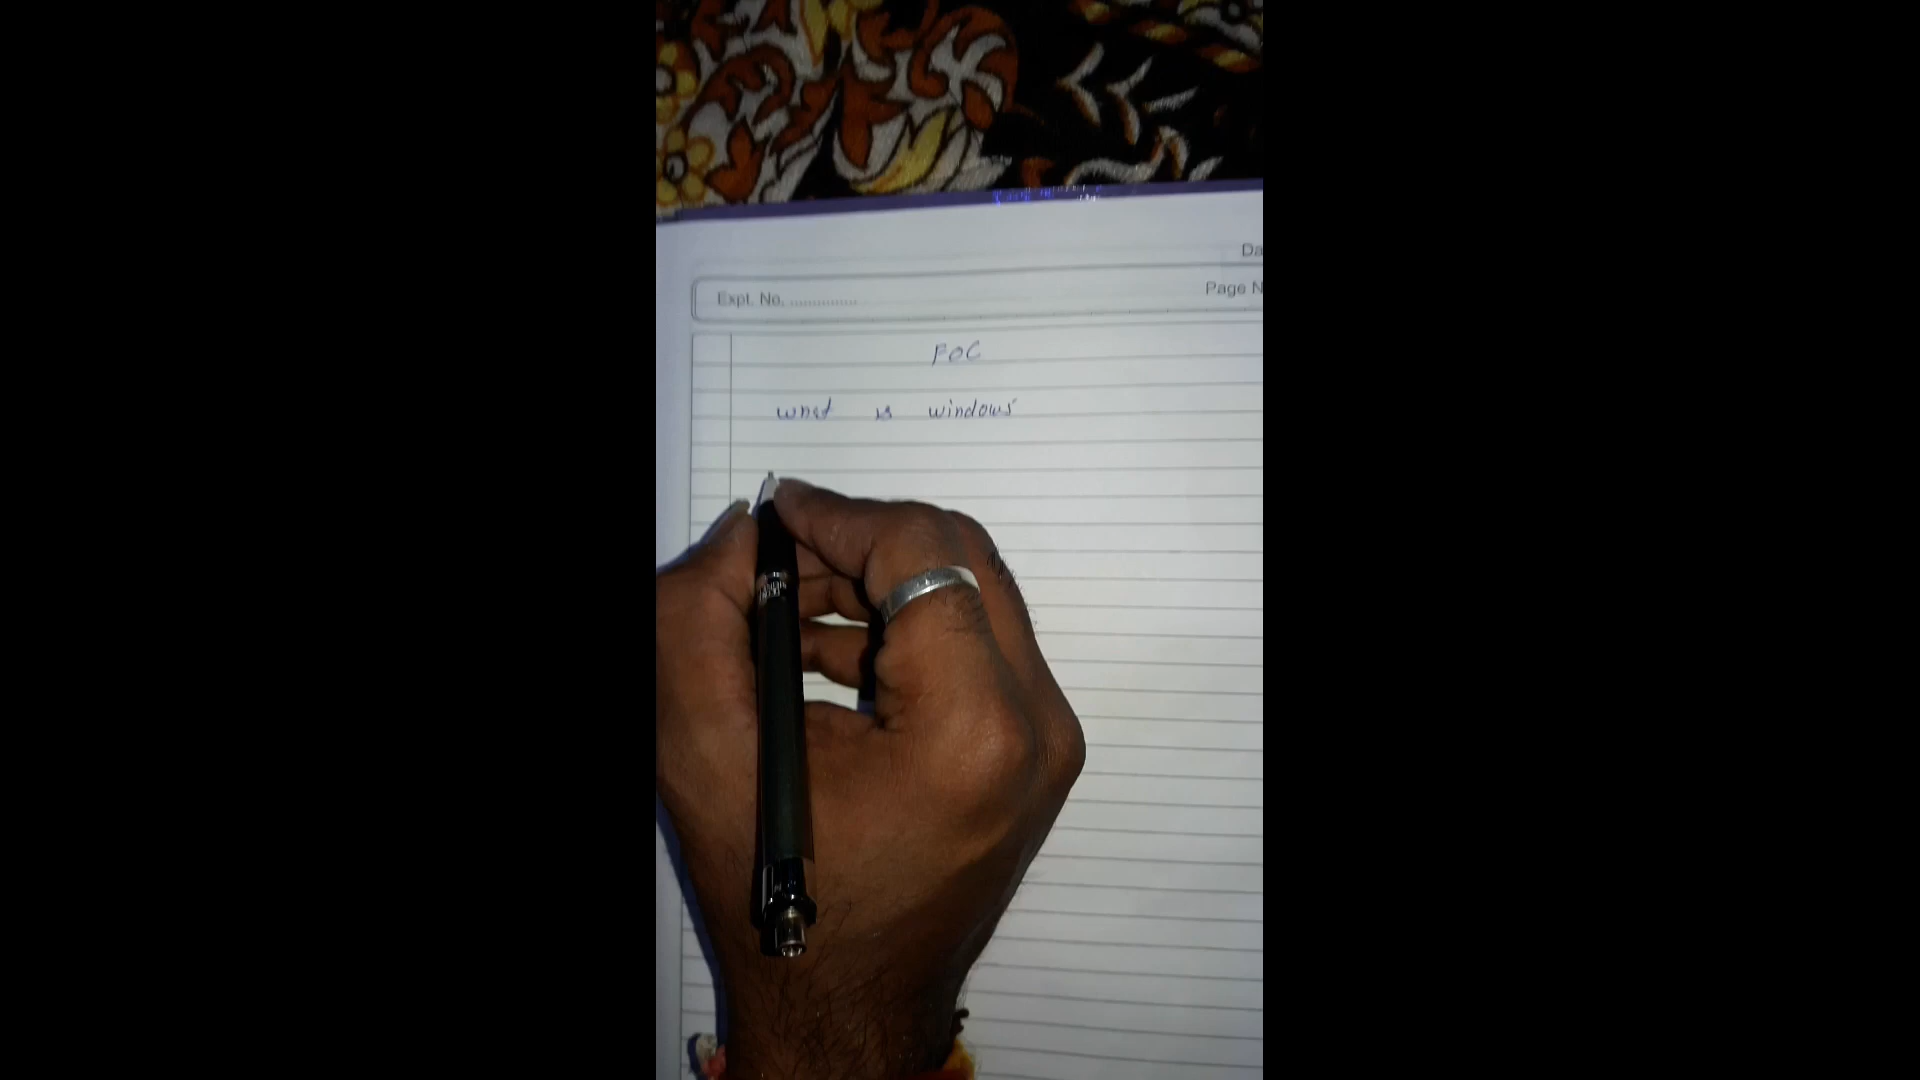 Da
Expt. No. ...............
Page N
FOC
what is windows